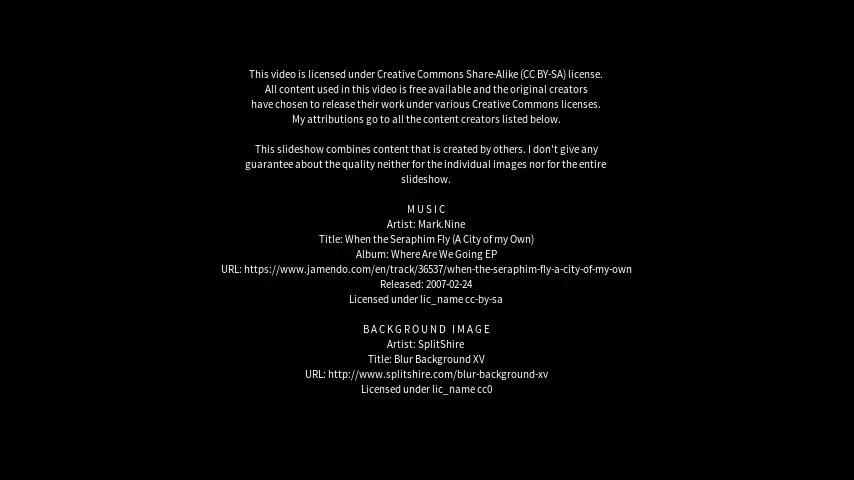 This video is licensed under Creative Commons Share-Alike (CC BY-SA) license.
All content used in this video is free available and the original creators
have chosen to release their work under various Creative Commons licenses.
My attributions go to all the content creators listed below.
This slideshow combines content that is created by others. I don't give any
guarantee about the quality neither for the individual images nor for the entire
slideshow.
MUSIC
Artist: Mark.Nine
Title: When the Seraphim Fly (A City of my Own)
Album: Where Are We Going EP
URL: https://www.jamendo.com/en/track/36537/when-the-seraphim-fly-a-city-of-my-own
Released: 2007-02-24
Licensed under lic_name cc-by-sa
BACKGROUND IMAGE
Artist: SplitShire
Title: Blur Background XV
URL: http://www.splitshire.com/blur-background-xv
Licensed under lic_name cc0